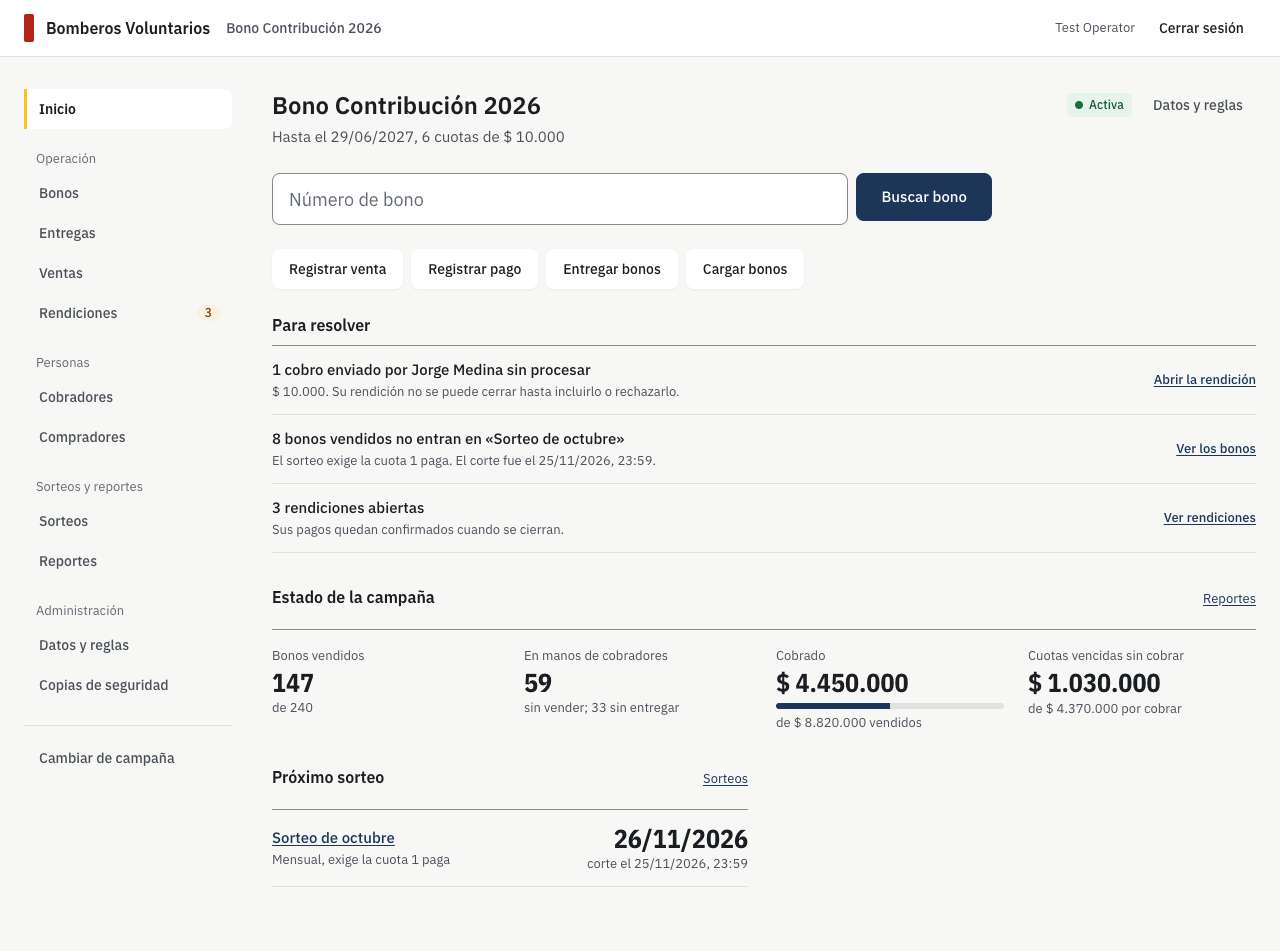 Bomberos Voluntarios
Bono Contribución 2026
Test Operator
Cerrar sesión
Inicio
Operación
Bonos
Entregas
Ventas
Rendiciones
3
Personas
Cobradores
Compradores
Sorteos y reportes
Sorteos
Reportes
Administración
Datos y reglas
Copias de seguridad
Cambiar de campaña
Bono Contribución 2026
Activa
Datos y reglas
Hasta el 29/06/2027, 6 cuotas de $ 10.000
Número de bono
Buscar bono
Registrar venta
Registrar pago
Entregar bonos
Cargar bonos
Para resolver
1 cobro enviado por Jorge Medina sin procesar
$ 10.000. Su rendición no se puede cerrar hasta incluirlo o rechazarlo.
Abrir la rendición
8 bonos vendidos no entran en «Sorteo de octubre»
El sorteo exige la cuota 1 paga. El corte fue el 25/11/2026, 23:59.
Ver los bonos
3 rendiciones abiertas
Sus pagos quedan confirmados cuando se cierran.
Ver rendiciones
Estado de la campaña
Reportes
Bonos vendidos
147
de 240
En manos de cobradores
59
sin vender; 33 sin entregar
Cobrado
$ 4.450.000
de $ 8.820.000 vendidos
Cuotas vencidas sin cobrar
$ 1.030.000
de $ 4.370.000 por cobrar
Próximo sorteo
Sorteos
Sorteo de octubre
Mensual, exige la cuota 1 paga
26/11/2026
corte el 25/11/2026, 23:59